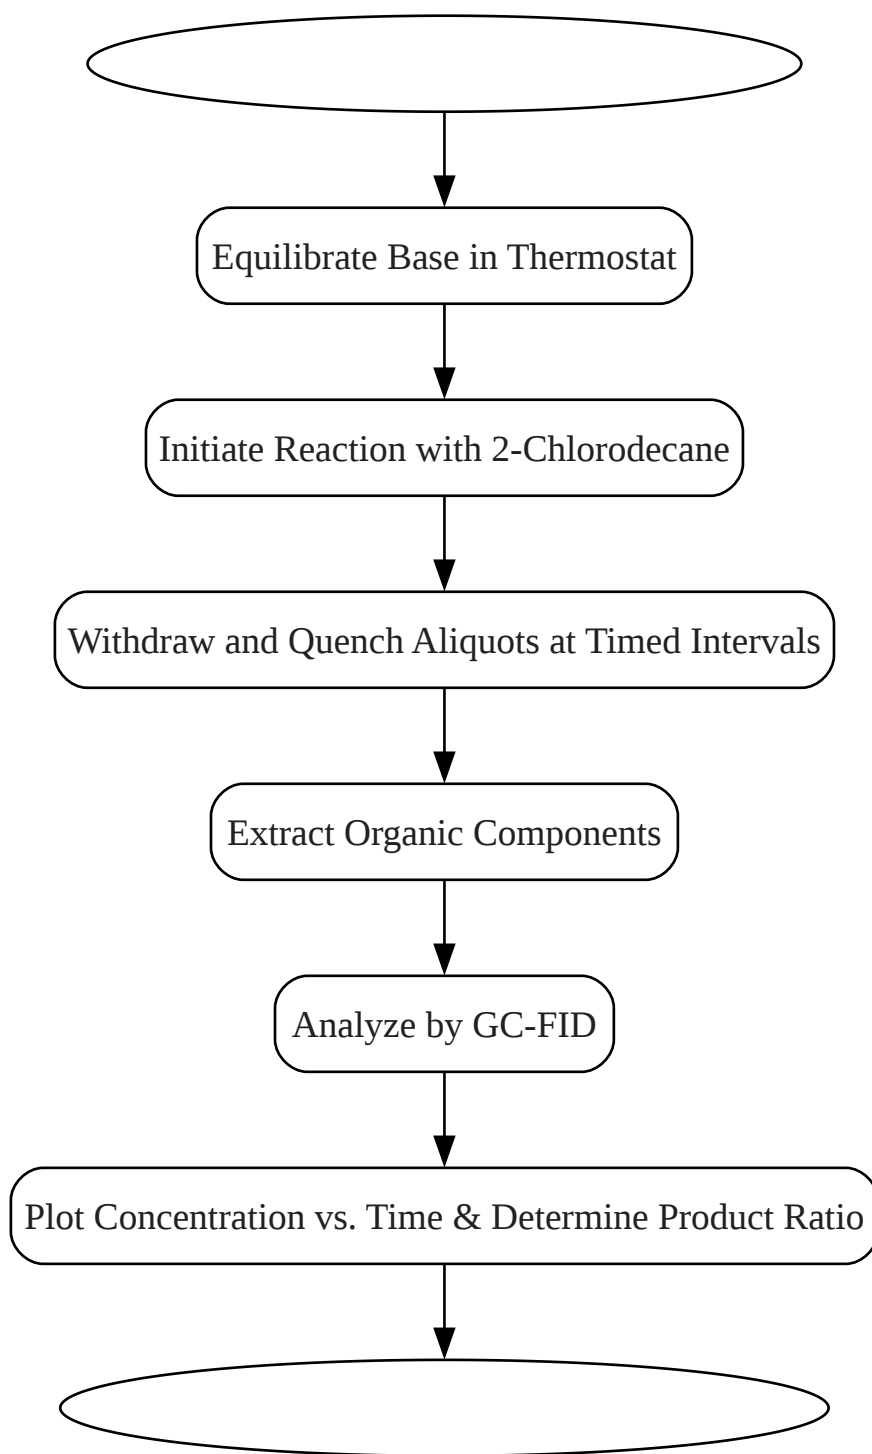 Equilibrate Base in Thermostat
Initiate Reaction with 2-Chlorodecane
Withdraw and Quench Aliquots at Timed Intervals
Extract Organic Components
Analyze by GC-FID
Plot Concentration vs. Time & Determine Product Ratio